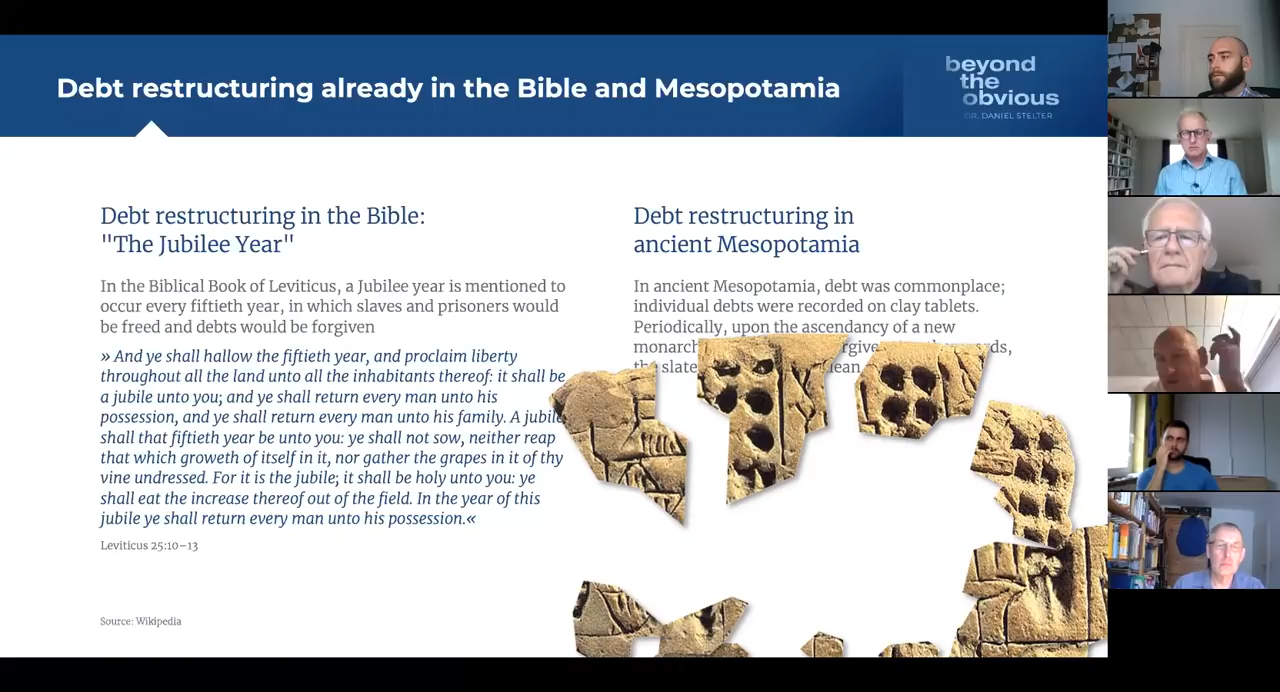 Debt restructuring already in the Bible and Mesopotamia
beyond
the
obvious
DR. DANIEL STELTER
Debt restructuring in the Bible:
"The Jubilee Year"
In the Biblical Book of Leviticus, a Jubilee year is mentioned to
occur every fiftieth year, in which slaves and prisoners would
be freed and debts would be forgiven
» And ye shall hallow the fiftieth year, and proclaim liberty
throughout all the land unto all the inhabitants thereof: it shall be
a jubile unto you; and ye shall return every man unto his
possession, and ye shall return every man unto his family. A jubile
shall that fiftieth year be unto you: ye shall not sow, neither reap
that which groweth of itself in it, nor gather the grapes in it of thy
vine undressed. For it is the jubile; it shall be holy unto you: ye
shall eat the increase thereof out of the field. In the year of this
jubile ye shall return every man unto his possession.«
Leviticus 25:10–13
Source: Wikipedia
Debt restructuring in
ancient Mesopotamia
In ancient Mesopotamia, debt was commonplace;
individual debts were recorded on clay tablets.
Periodically, upon the ascendancy of a new
monarch
the slate